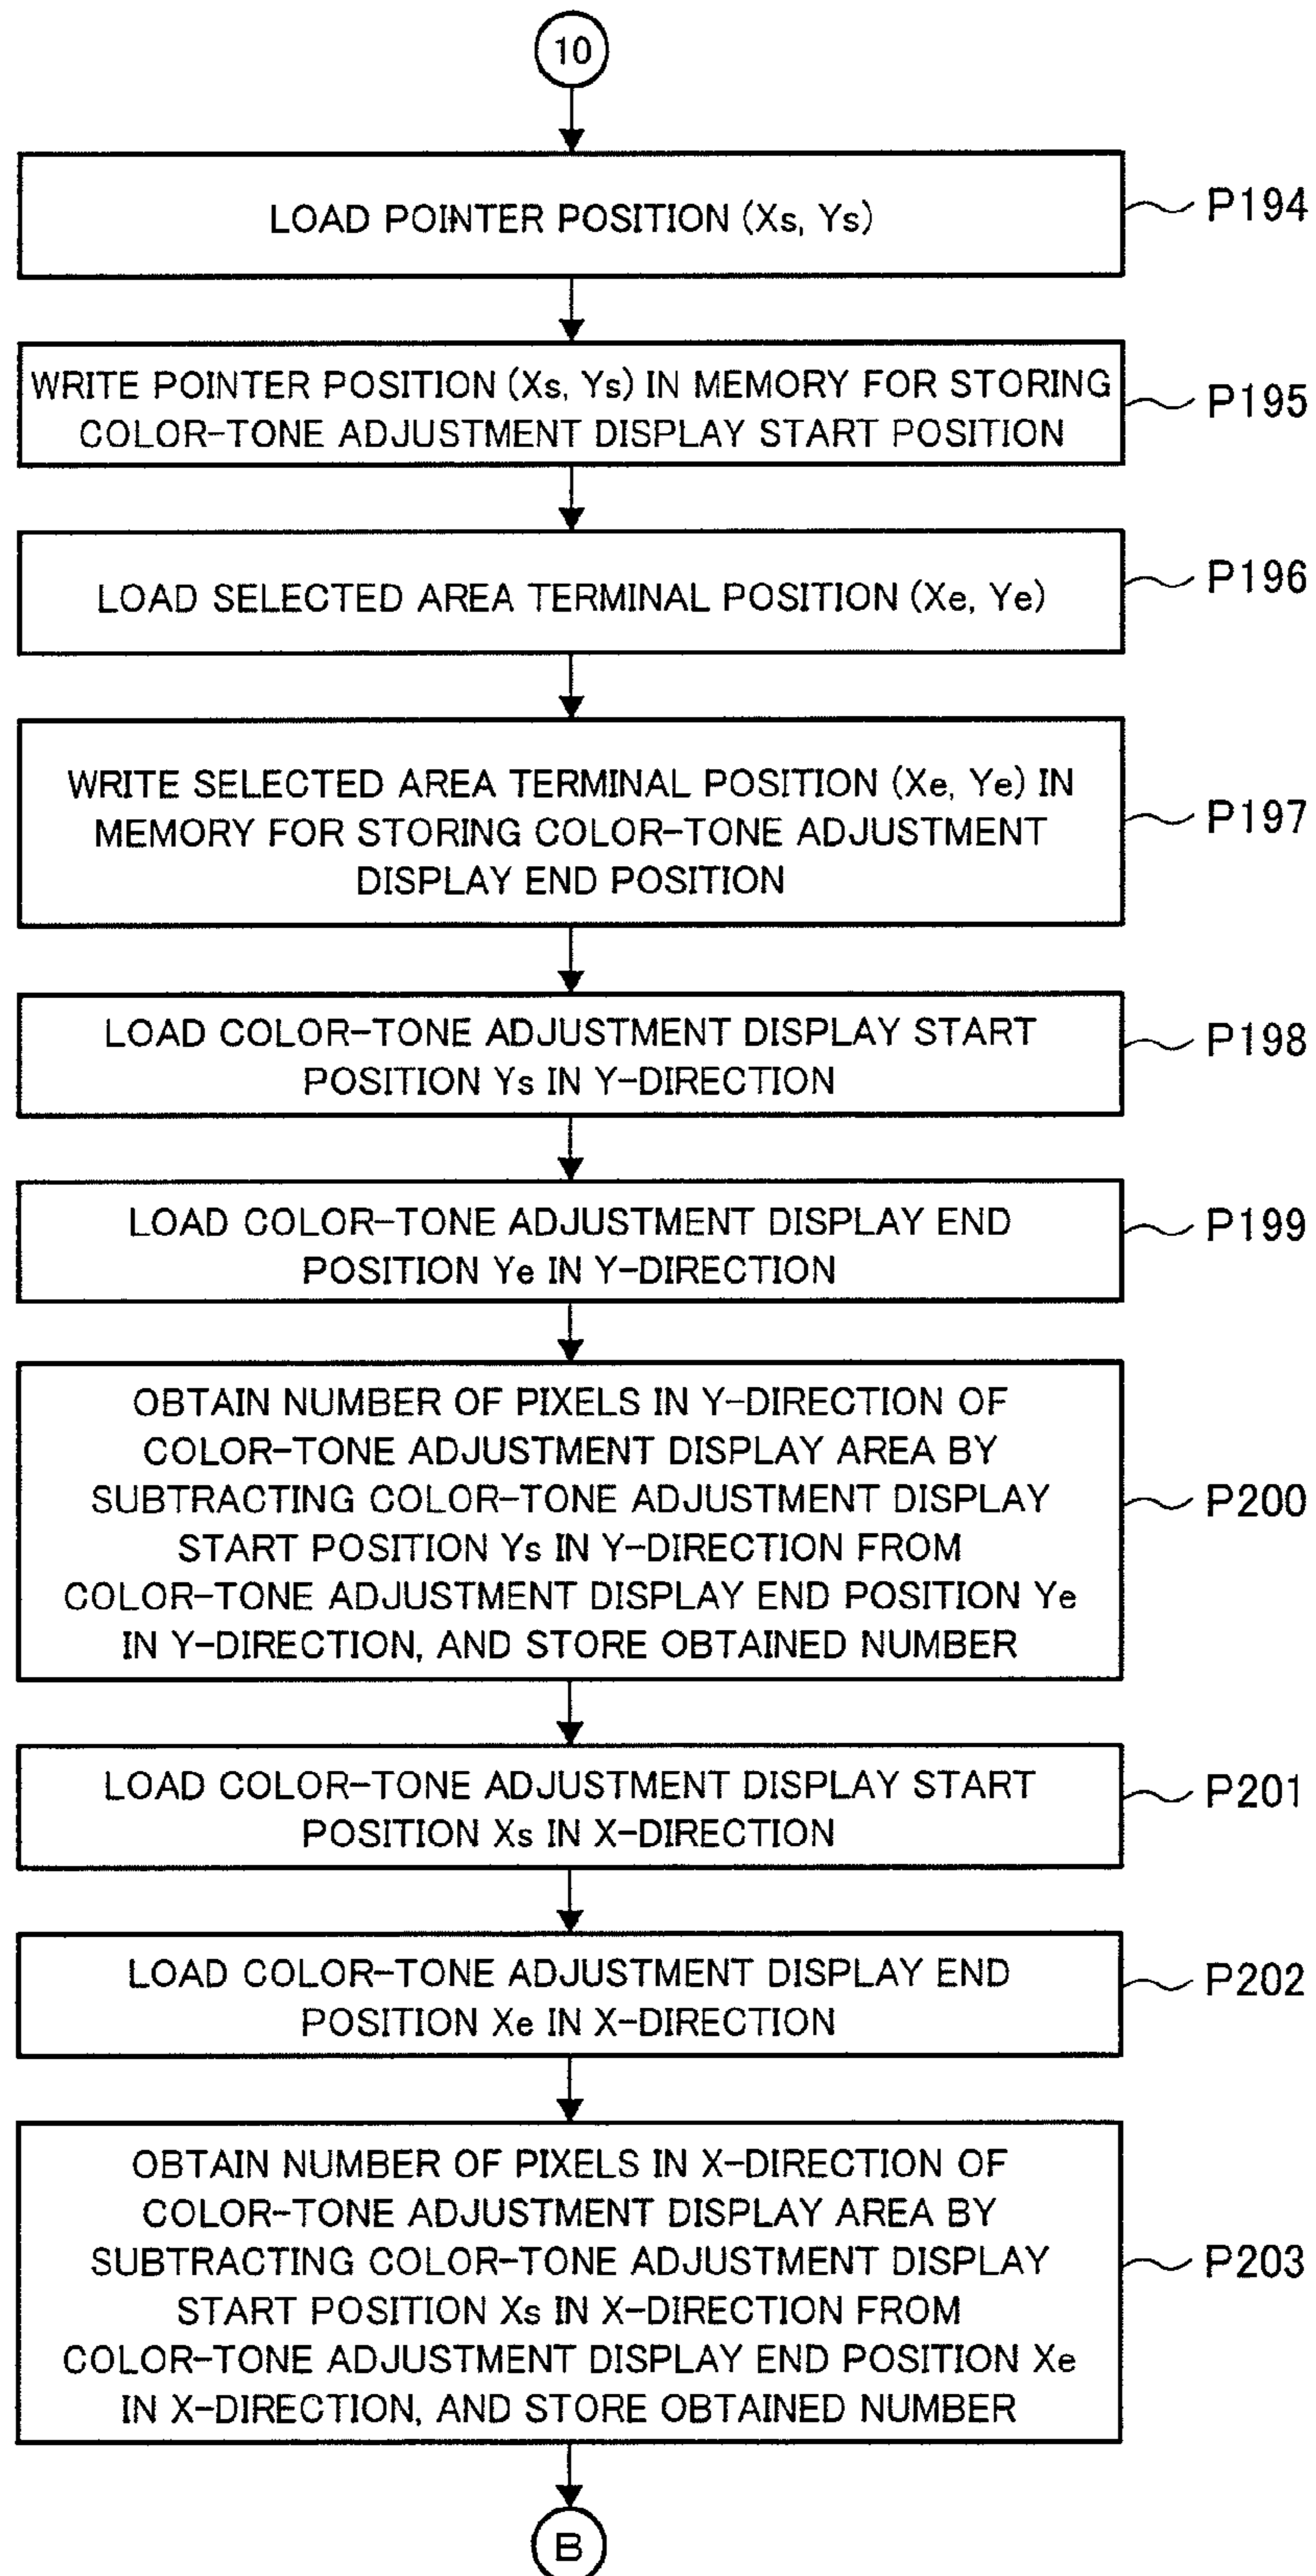 10
LOAD POINTER POSITION (Xs, Ys)
P194
WRITE POINTER POSITION (Xs, Ys) IN MEMORY FOR STORING
COLOR-TONE ADJUSTMENT DISPLAY START POSITION
P195
LOAD SELECTED AREA TERMINAL POSITION (Xe, Ye)
P196
WRITE SELECTED AREA TERMINAL POSITION (Xe, Ye) IN
MEMORY FOR STORING COLOR-TONE ADJUSTMENT
DISPLAY END POSITION
P197
LOAD COLOR-TONE ADJUSTMENT DISPLAY START
POSITION Ys IN Y-DIRECTION
P198
LOAD COLOR-TONE ADJUSTMENT DISPLAY END
POSITION Ye IN Y-DIRECTION
P199
OBTAIN NUMBER OF PIXELS IN Y-DIRECTION OF
COLOR-TONE ADJUSTMENT DISPLAY AREA BY
SUBTRACTING COLOR-TONE ADJUSTMENT DISPLAY
START POSITION Ys IN Y-DIRECTION FROM
COLOR-TONE ADJUSTMENT DISPLAY END POSITION Ye
IN Y-DIRECTION, AND STORE OBTAINED NUMBER
P200
LOAD COLOR-TONE ADJUSTMENT DISPLAY START
POSITION Xs IN X-DIRECTION
P201
LOAD COLOR-TONE ADJUSTMENT DISPLAY END
POSITION Xe IN X-DIRECTION
P202
OBTAIN NUMBER OF PIXELS IN X-DIRECTION OF
COLOR-TONE ADJUSTMENT DISPLAY AREA BY
SUBTRACTING COLOR-TONE ADJUSTMENT DISPLAY
START POSITION Xs IN X-DIRECTION FROM
COLOR-TONE ADJUSTMENT DISPLAY END POSITION Xe
IN X-DIRECTION, AND STORE OBTAINED NUMBER
P203
B